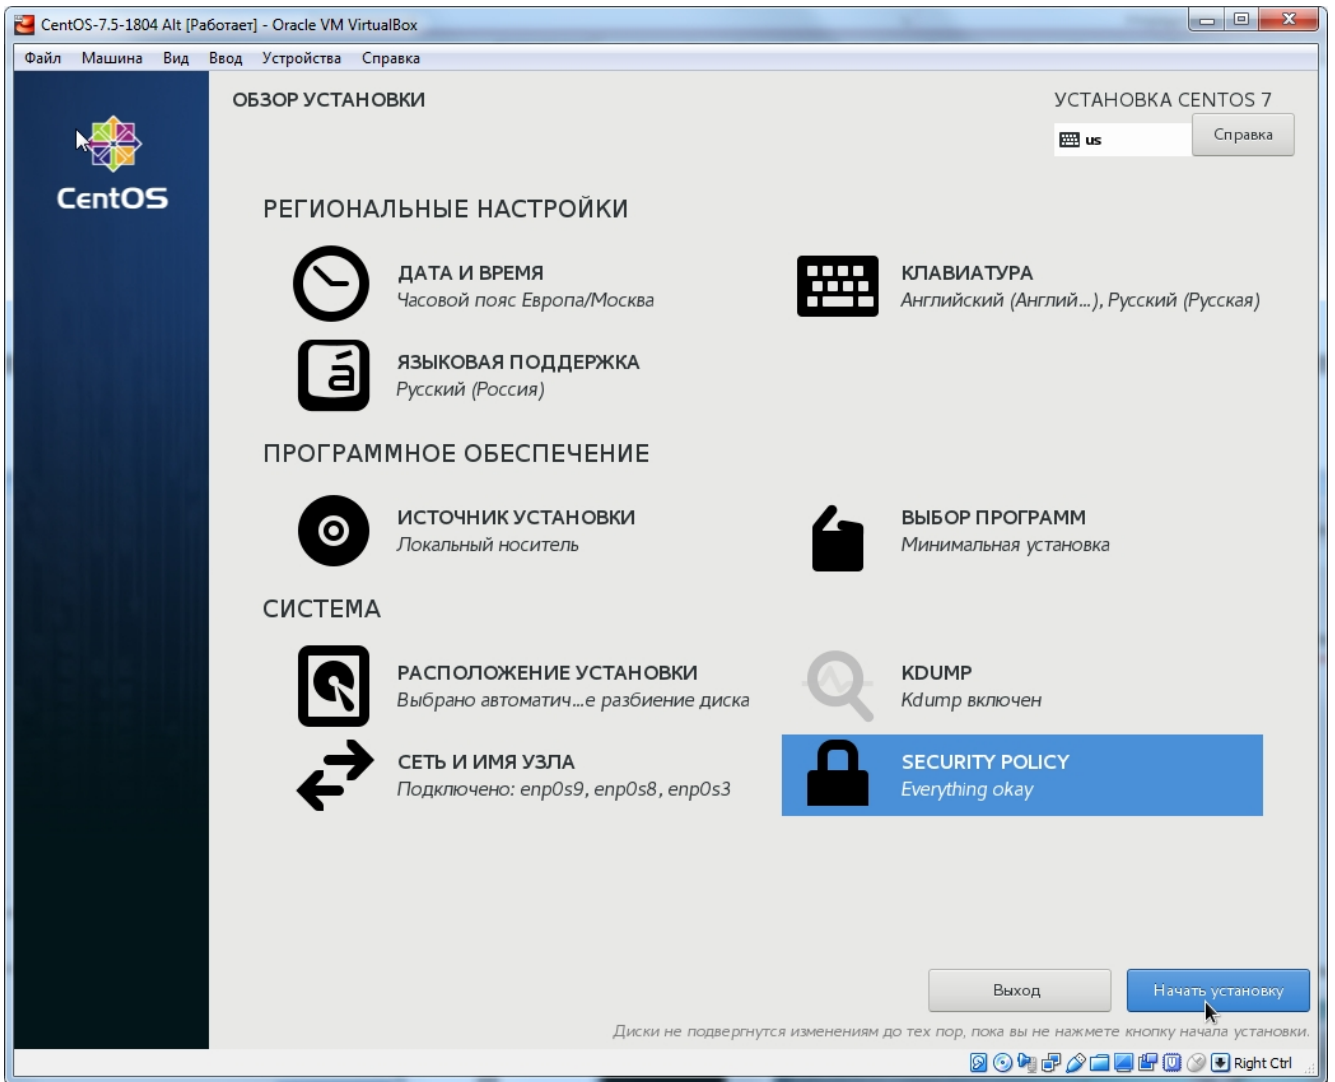 CentOS-7.5-1804 Alt [Работает] - Oracle VM VirtualBox
Файл Машина Вид Ввод Устройства Справка
CentOS
ОБЗОР УСТАНОВКИ
УСТАНОВКА CENTOS 7
us
Справка
РЕГИОНАЛЬНЫЕ НАСТРОЙКИ
ДАТА И ВРЕМЯ
Часовой пояс Европа/Москва
КЛАВИАТУРА
Английский (Англий...), Русский (Русская)
ЯЗЫКОВАЯ ПОДДЕРЖКА
Русский (Россия)
ПРОГРАММНОЕ ОБЕСПЕЧЕНИЕ
ИСТОЧНИК УСТАНОВКИ
Локальный носитель
ВЫБОР ПРОГРАММ
Минимальная установка
СИСТЕМА
РАСПОЛОЖЕНИЕ УСТАНОВКИ
Выбрано автоматич...е разбиение диска
KDUMP
Kdump включен
СЕТЬ И ИМЯ УЗЛА
Подключено: enp0s9, enp0s8, enp0s3
SECURITY POLICY
Everything okay
Выход
Начать установку
Диски не подвергнутся изменениям до тех пор, пока вы не нажмете кнопку начала установки.
Right Ctrl